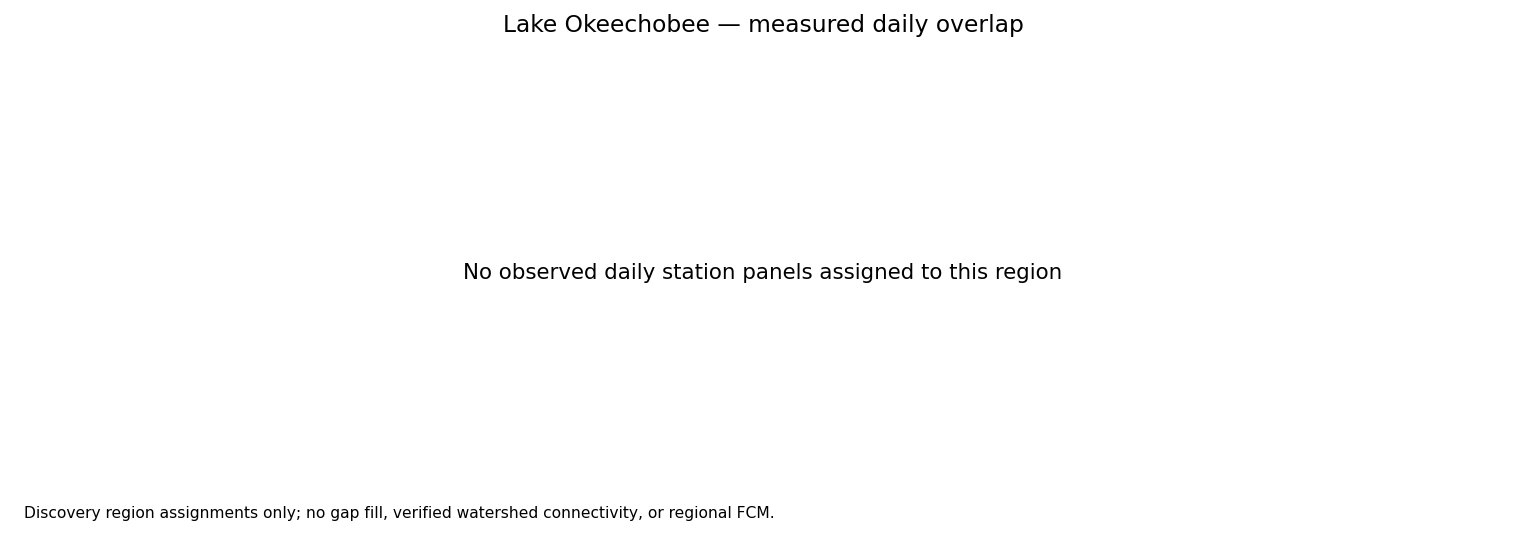 Lake Okeechobee — measured daily overlap
No observed daily station panels assigned to this region
Discovery region assignments only; no gap fill, verified watershed connectivity, or regional FCM.